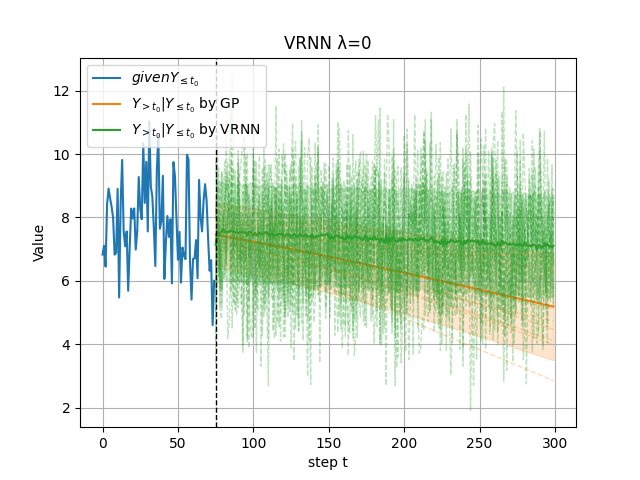 VRNN λ=0
givenY≤t₀
Y>t₀|Y≤t₀ by GP
Y>t₀|Y≤t₀ by VRNN
Value
12
10
8
6
4
2
0
50
100
150
200
250
300
step t